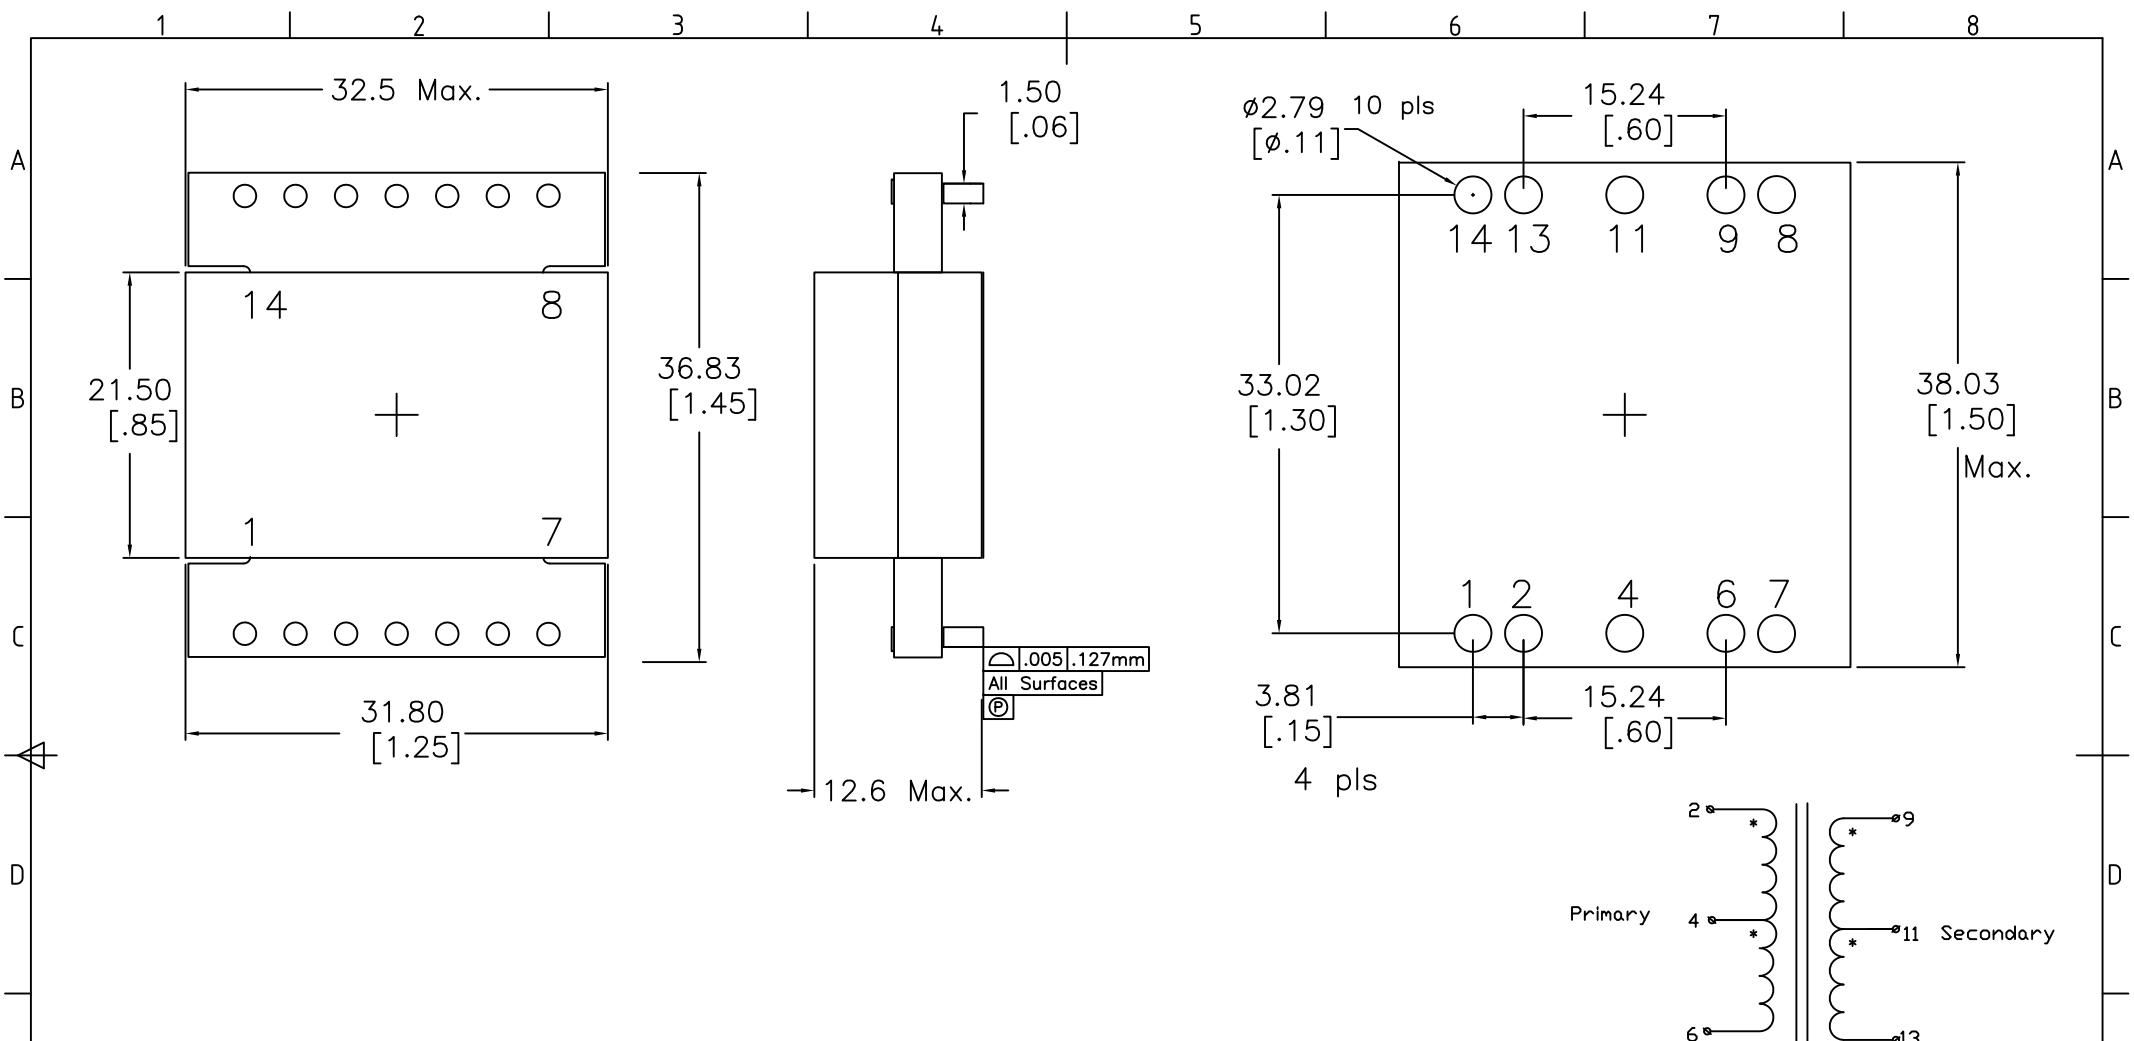 1 2 3 4 5 6 7 8
32.5 Max.
1.50
[.06]
ø2.79 10 pls
[ø.11]
15.24
[.60]
A A
14 13 11 9 8
14 8
B B
21.50
[.85]
36.83
[1.45]
33.02
[1.30]
38.03
[1.50]
Max.
1 7
1 2 4 6 7
C C
.005 .127mm
All Surfaces
P
31.80
[1.25]
12.6 Max.
3.81
[.15]
4 pls
15.24
[.60]
2 * * 9
D D
Primary 4 * * 11 Secondary
6 13